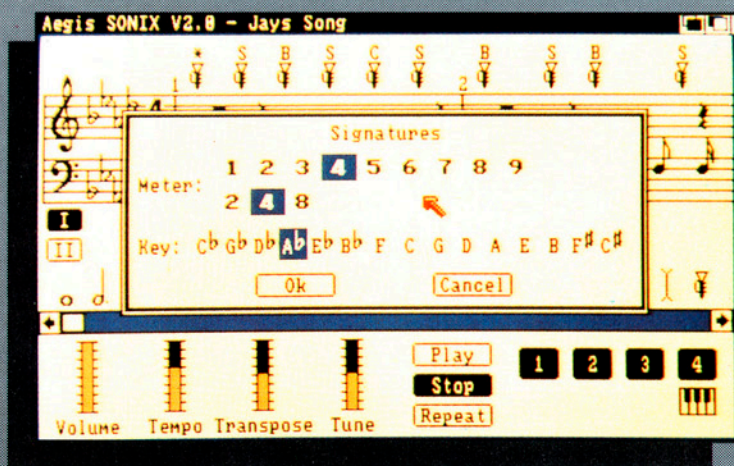 Aegis SONIX V2.0 - Jays Song
* S B S C S B S B S
1 2
4
Signatures
Meter: 1 2 3 4 5 6 7 8 9
2 4 8
Key: C♭ G♭ D♭ A♭ E♭ B♭ F C G D A E B F♯ C♯
Ok Cancel
I
II
Play
Stop
Repeat
1 2 3 4
Volume Tempo Transpose Tune